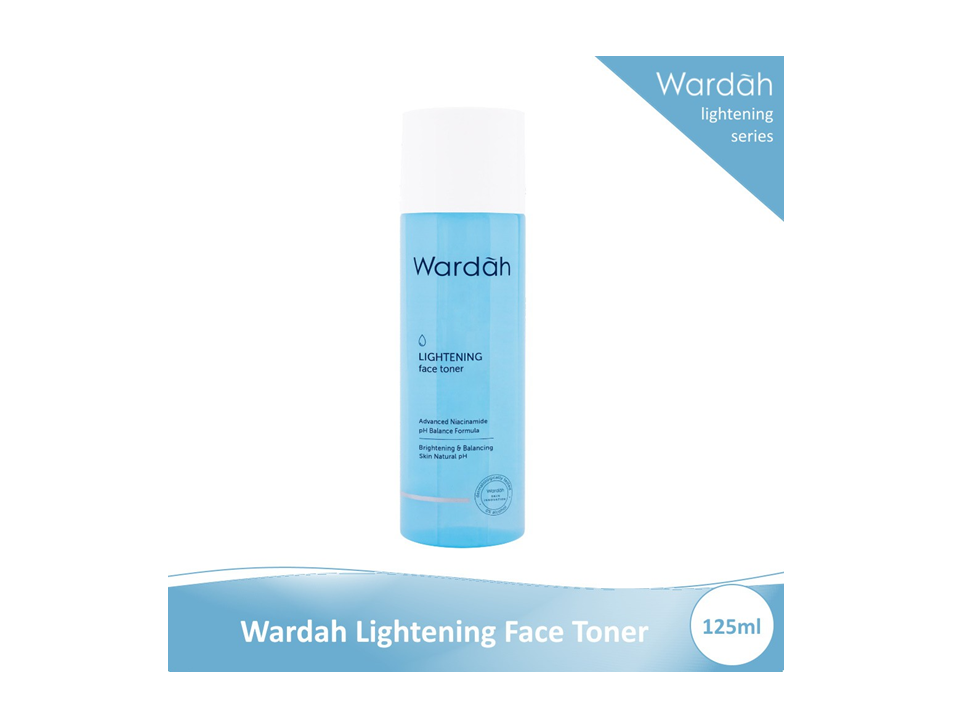 Wardah
lightening
series
Wardah
LIGHTENING
face toner
Advanced Niacinamide
pH Balance Formula
Brightening & Balancing
Skin Natural pH
Wardah
Wardah Lightening Face Toner
125ml